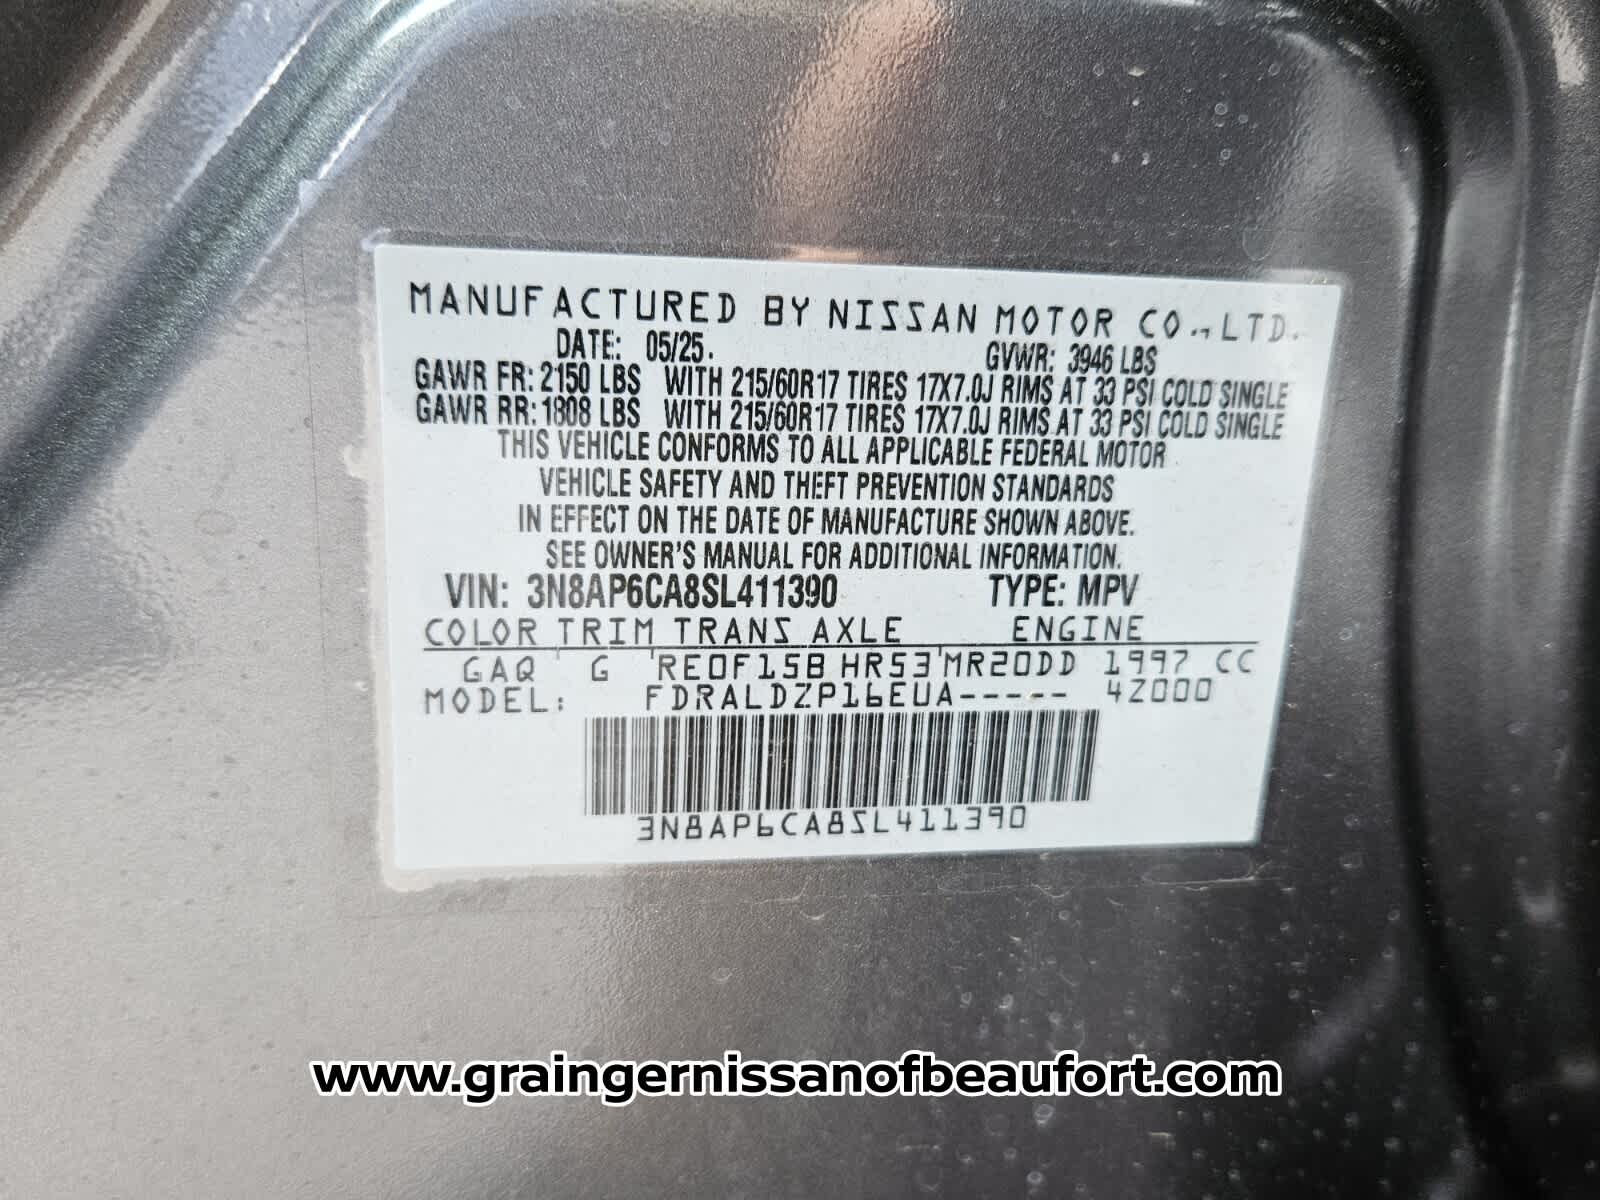 MANUFACTURED BY NISSAN MOTOR CO., LTD.
DATE: 05/25. GVWR: 3946 LBS
GAWR FR: 2150 LBS WITH 215/60R17 TIRES 17X7.0J RIMS AT 33 PSI COLD SINGLE
GAWR RR: 1808 LBS WITH 215/60R17 TIRES 17X7.0J RIMS AT 33 PSI COLD SINGLE
THIS VEHICLE CONFORMS TO ALL APPLICABLE FEDERAL MOTOR
VEHICLE SAFETY AND THEFT PREVENTION STANDARDS
IN EFFECT ON THE DATE OF MANUFACTURE SHOWN ABOVE.
SEE OWNER'S MANUAL FOR ADDITIONAL INFORMATION.
VIN: 3N8AP6CA8SL411390 TYPE: MPV
COLOR TRIM TRANS AXLE ENGINE
GAQ G RE0F15B HR53 MR20DD 1997 CC
MODEL: FDRALDZP16EUA----- 4Z000
3N8AP6CA8SL411390
www.graingernissanofbeaufort.com